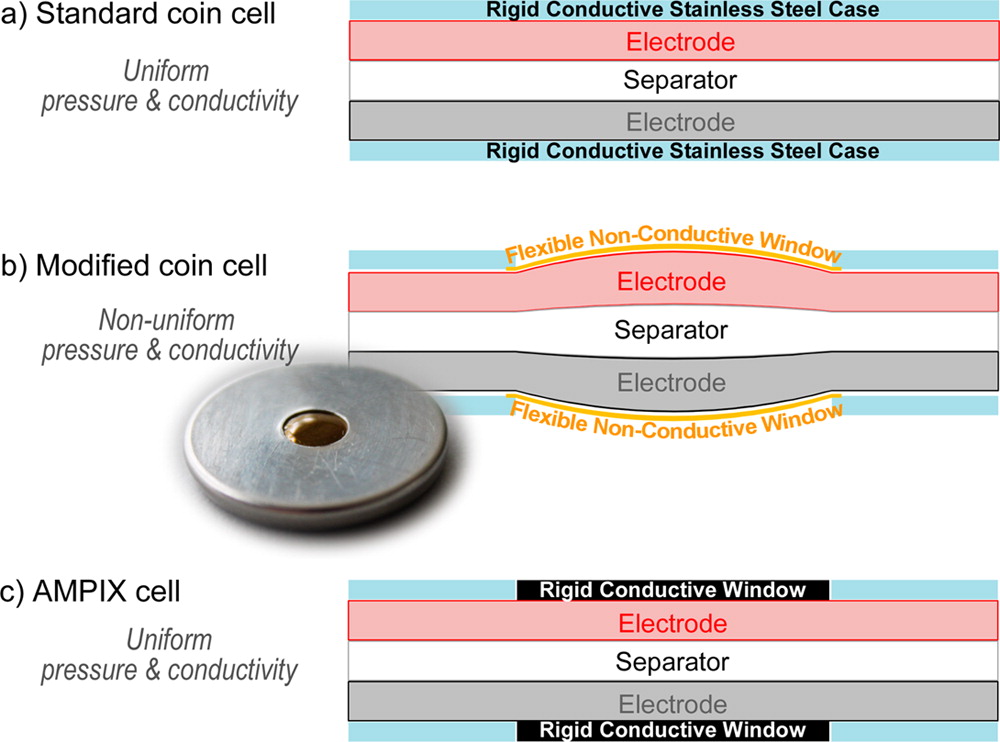 a) Standard coin cell
Uniform
pressure & conductivity
Rigid Conductive Stainless Steel Case
Electrode
Separator
Electrode
Rigid Conductive Stainless Steel Case
b) Modified coin cell
Non-uniform
pressure & conductivity
Flexible Non-Conductive Window
Electrode
Separator
Electrode
Flexible Non-Conductive Window
c) AMPIX cell
Uniform
pressure & conductivity
Rigid Conductive Window
Electrode
Separator
Electrode
Rigid Conductive Window